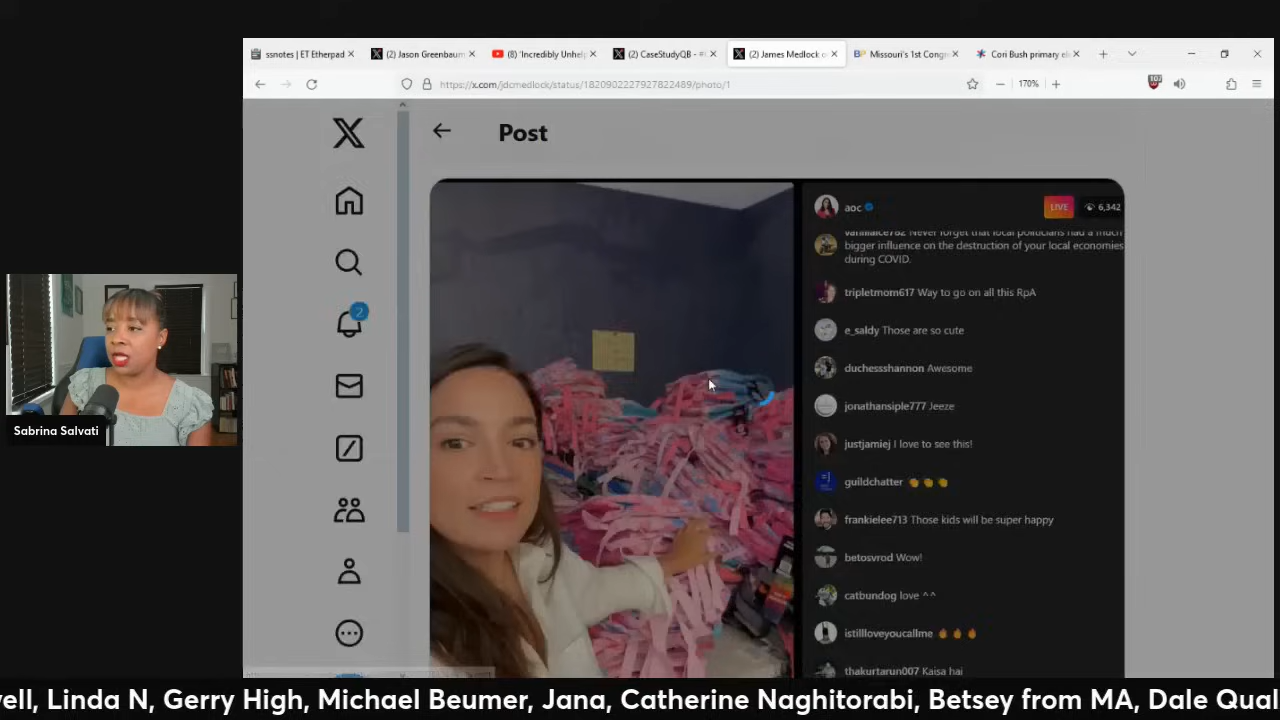 ssnotes | ET Etherpad
(2) Jason Greenbaum
(8) 'Incredibly Unhel
(2) CaseStudyQB - #
(2) James Medlock o
Missouri's 1st Congr
Cori Bush primary el
https://x.com/jdcmedlock/status/1820902227927822489/photo/1
170%
Post
2
aoc
LIVE
6,342
Never forget that local politicians had a much
bigger influence on the destruction of your local economies
during COVID.
tripletmom617 Way to go on all this RpA
e_saldy Those are so cute
duchessshannon Awesome
jonathansiple777 Jeeze
justjamiej I love to see this!
guildchatter 👏 👏 👏
frankielee713 Those kids will be super happy
betosvrod Wow!
catbundog love ^^
istillloveyoucallme 🔥 🔥 🔥
thakurtarun007 Kaisa hai
Sabrina Salvati
vell, Linda N, Gerry High, Michael Beumer, Jana, Catherine Naghitorabi, Betsey from MA, Dale Qual